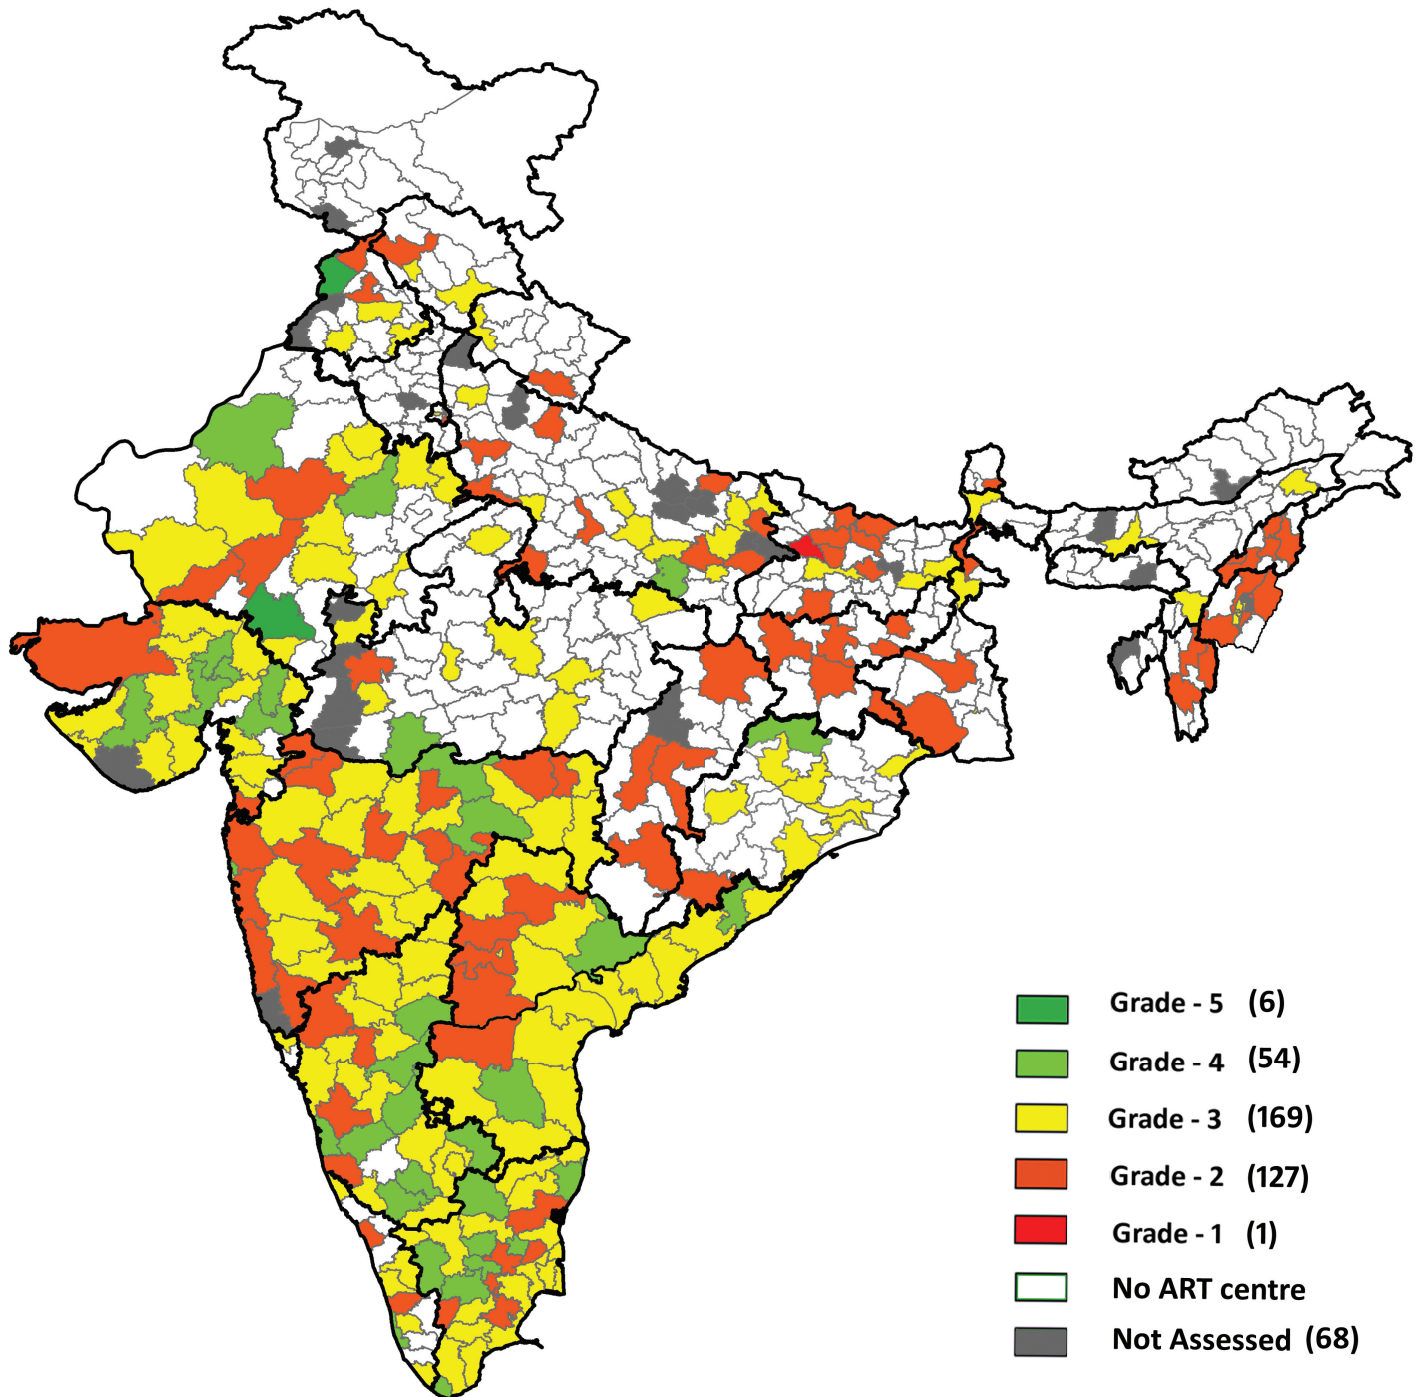 Grade - 5 (6)
Grade - 4 (54)
Grade - 3 (169)
Grade - 2 (127)
Grade - 1 (1)
No ART centre
Not Assessed (68)